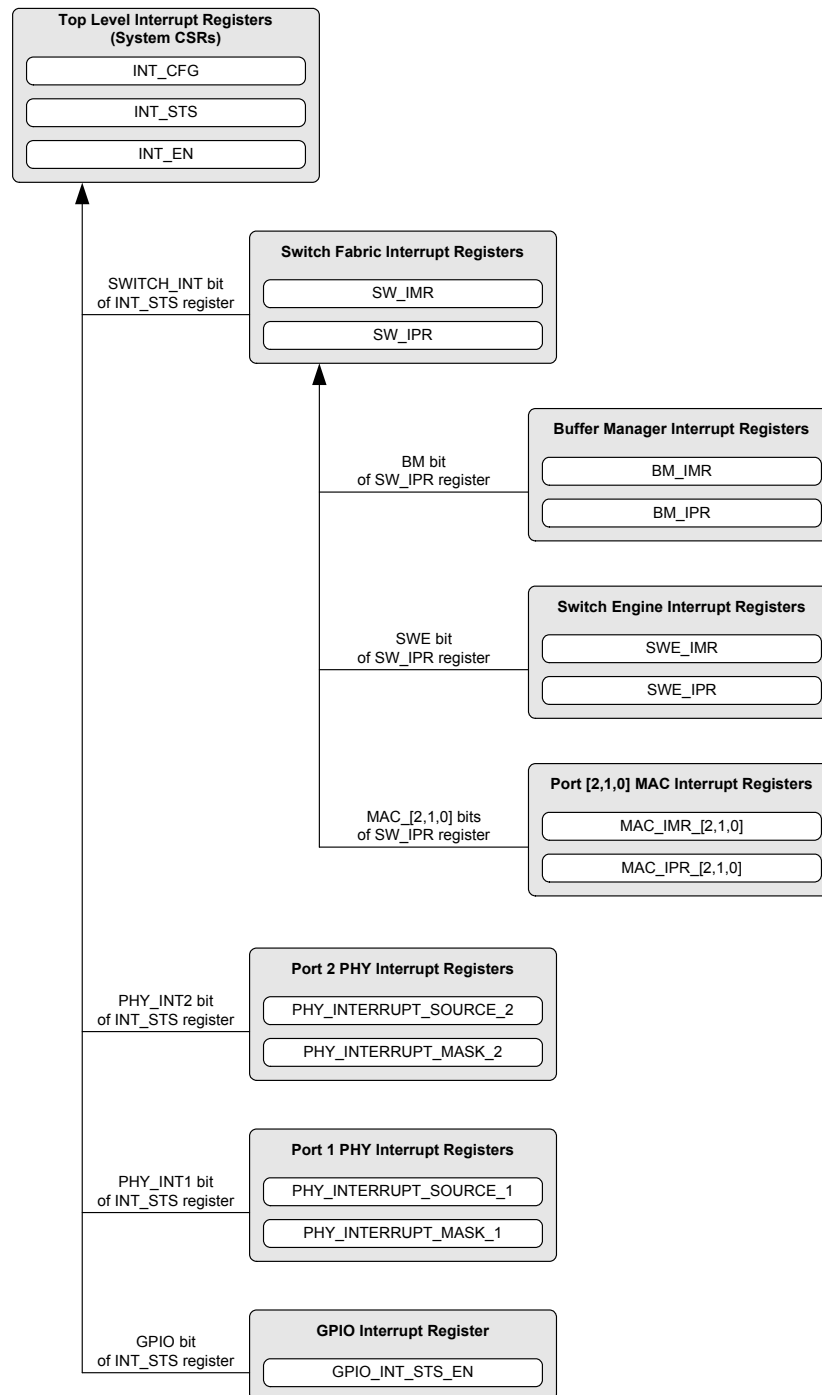 Top Level Interrupt Registers
(System CSRs)
INT_CFG
INT_STS
INT_EN
Switch Fabric Interrupt Registers
SW_IMR
SW_IPR
SWITCH_INT bit
of INT_STS register
Buffer Manager Interrupt Registers
BM_IMR
BM_IPR
BM bit
of SW_IPR register
Switch Engine Interrupt Registers
SWE_IMR
SWE_IPR
SWE bit
of SW_IPR register
Port [2,1,0] MAC Interrupt Registers
MAC_IMR_[2,1,0]
MAC_IPR_[2,1,0]
MAC_[2,1,0] bits
of SW_IPR register
Port 2 PHY Interrupt Registers
PHY_INTERRUPT_SOURCE_2
PHY_INTERRUPT_MASK_2
PHY_INT2 bit
of INT_STS register
Port 1 PHY Interrupt Registers
PHY_INTERRUPT_SOURCE_1
PHY_INTERRUPT_MASK_1
PHY_INT1 bit
of INT_STS register
GPIO Interrupt Register
GPIO_INT_STS_EN
GPIO bit
of INT_STS register